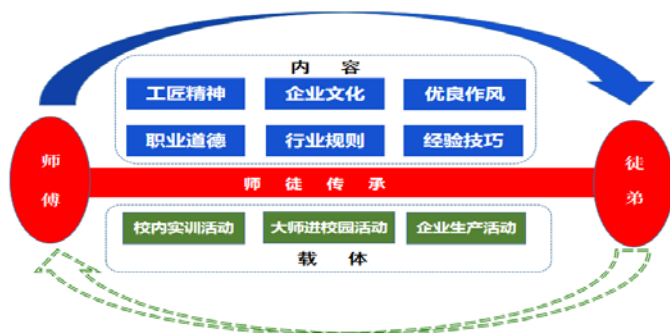 内 容
工匠精神 企业文化 优良作风
职业道德 行业规则 经验技巧
师傅
师 徒 传 承
徒弟
校内实训活动 大师进校园活动 企业生产活动
载 体